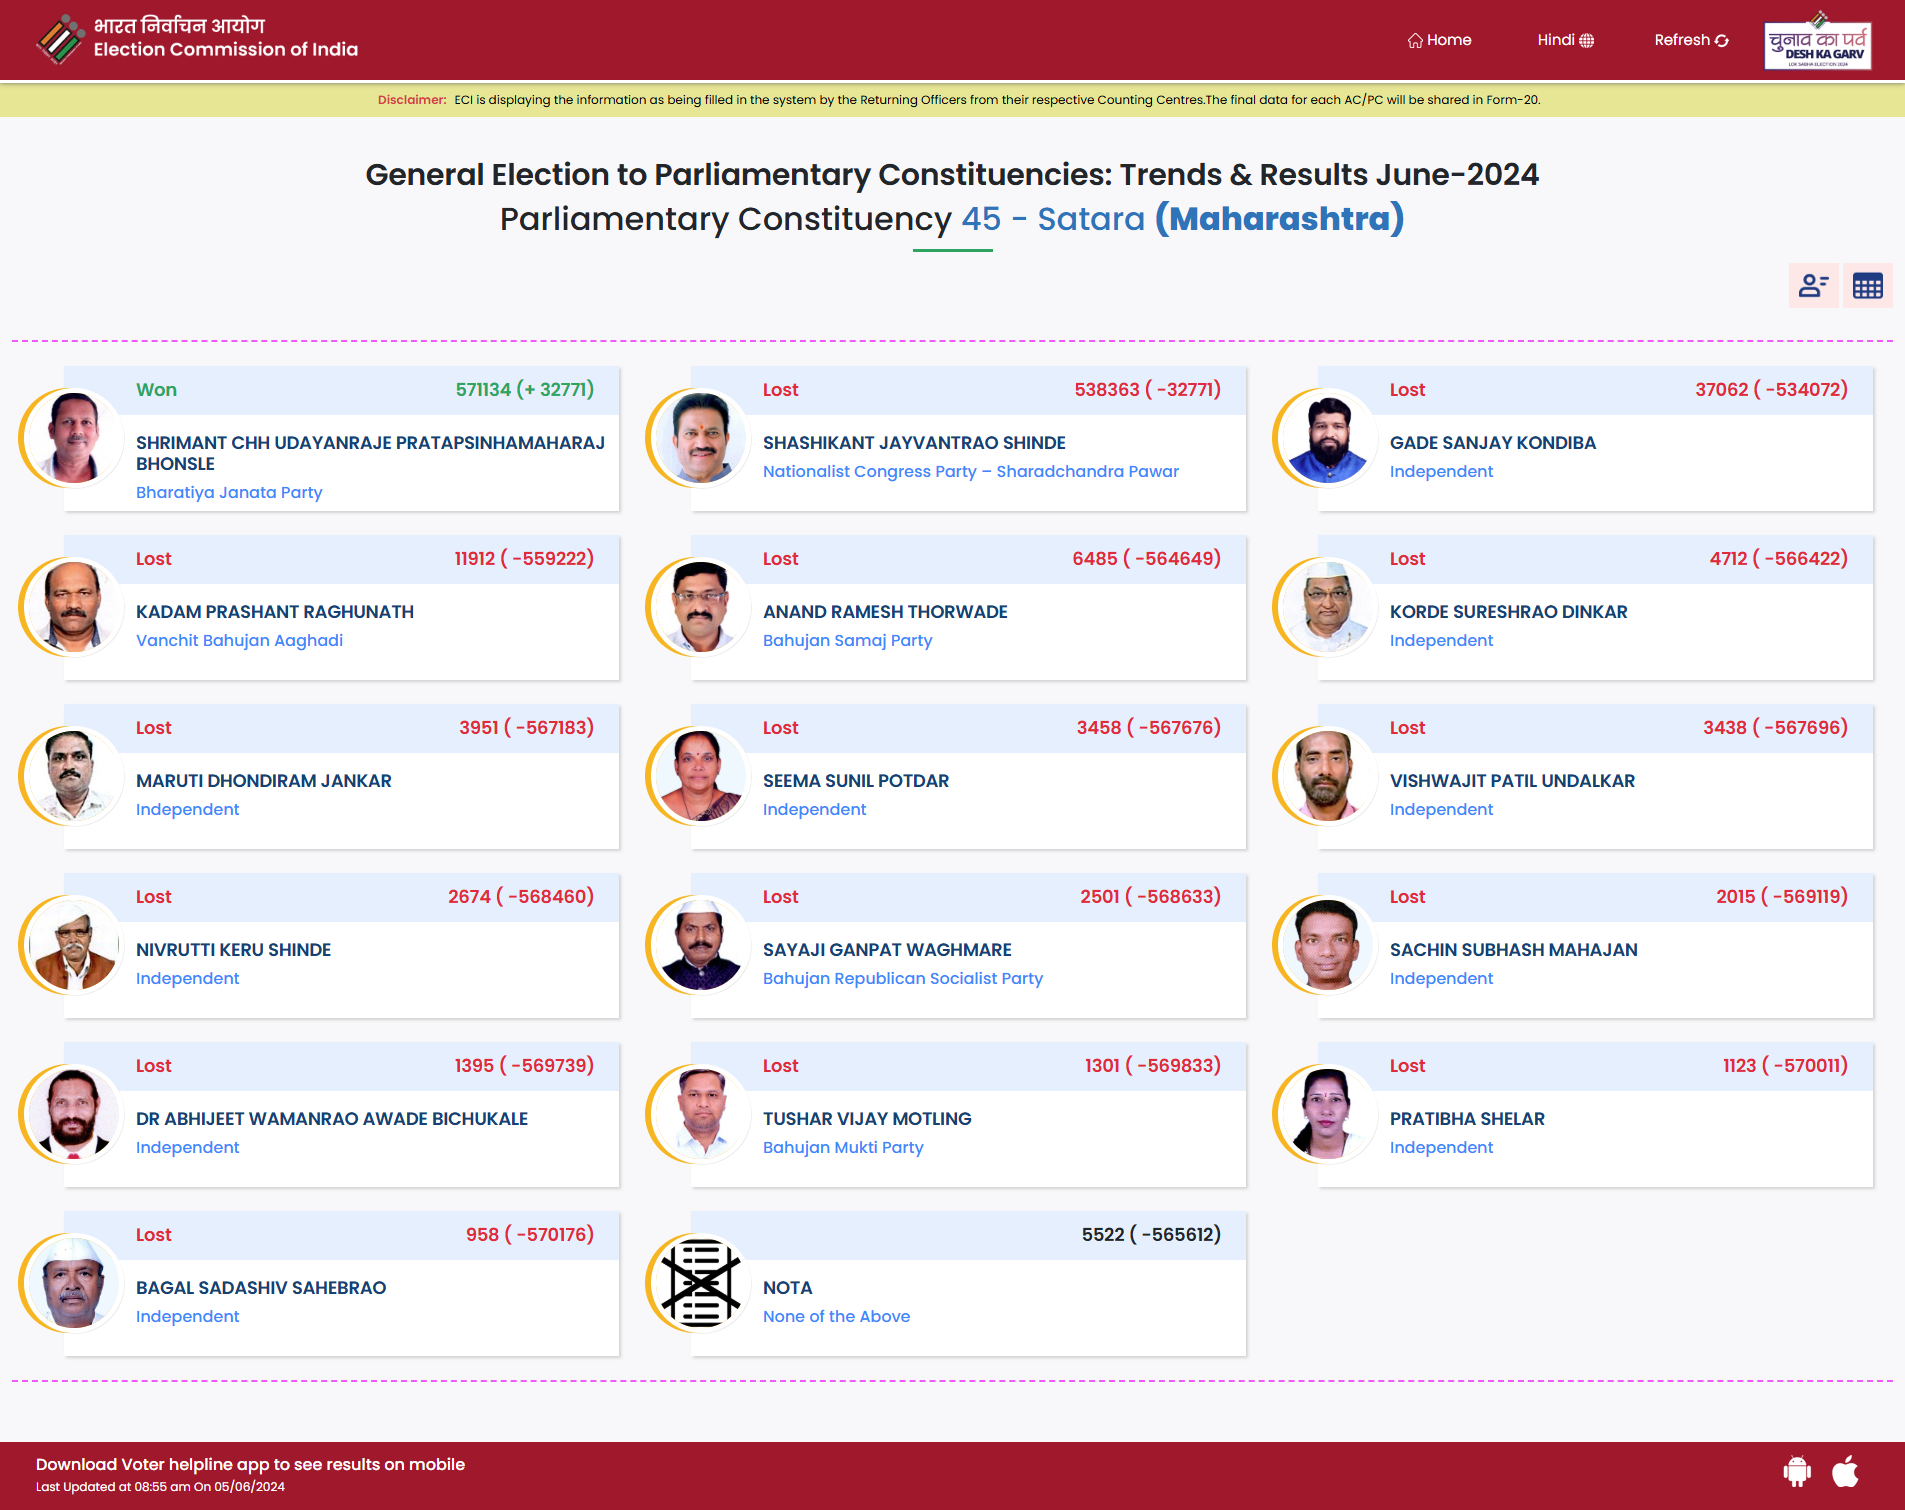 भारत निर्वाचन आयोग
Election Commission of India
Home
Hindi
Refresh
चुनाव का पर्व
DESH KA GARV
LOK SABHA ELECTION 2024
Disclaimer: ECI is displaying the information as being filled in the system by the Returning Officers from their respective Counting Centres.The final data for each AC/PC will be shared in Form-20.
General Election to Parliamentary Constituencies: Trends & Results June-2024
Parliamentary Constituency 45 - Satara (Maharashtra)
Won 571134 (+ 32771)
SHRIMANT CHH UDAYANRAJE PRATAPSINHAMAHARAJ
BHONSLE
Bharatiya Janata Party
Lost 538363 ( -32771)
SHASHIKANT JAYVANTRAO SHINDE
Nationalist Congress Party – Sharadchandra Pawar
Lost 37062 ( -534072)
GADE SANJAY KONDIBA
Independent
Lost 11912 ( -559222)
KADAM PRASHANT RAGHUNATH
Vanchit Bahujan Aaghadi
Lost 6485 ( -564649)
ANAND RAMESH THORWADE
Bahujan Samaj Party
Lost 4712 ( -566422)
KORDE SURESHRAO DINKAR
Independent
Lost 3951 ( -567183)
MARUTI DHONDIRAM JANKAR
Independent
Lost 3458 ( -567676)
SEEMA SUNIL POTDAR
Independent
Lost 3438 ( -567696)
VISHWAJIT PATIL UNDALKAR
Independent
Lost 2674 ( -568460)
NIVRUTTI KERU SHINDE
Independent
Lost 2501 ( -568633)
SAYAJI GANPAT WAGHMARE
Bahujan Republican Socialist Party
Lost 2015 ( -569119)
SACHIN SUBHASH MAHAJAN
Independent
Lost 1395 ( -569739)
DR ABHIJEET WAMANRAO AWADE BICHUKALE
Independent
Lost 1301 ( -569833)
TUSHAR VIJAY MOTLING
Bahujan Mukti Party
Lost 1123 ( -570011)
PRATIBHA SHELAR
Independent
Lost 958 ( -570176)
BAGAL SADASHIV SAHEBRAO
Independent
5522 ( -565612)
NOTA
None of the Above
Download Voter helpline app to see results on mobile
Last Updated at 08:55 am On 05/06/2024